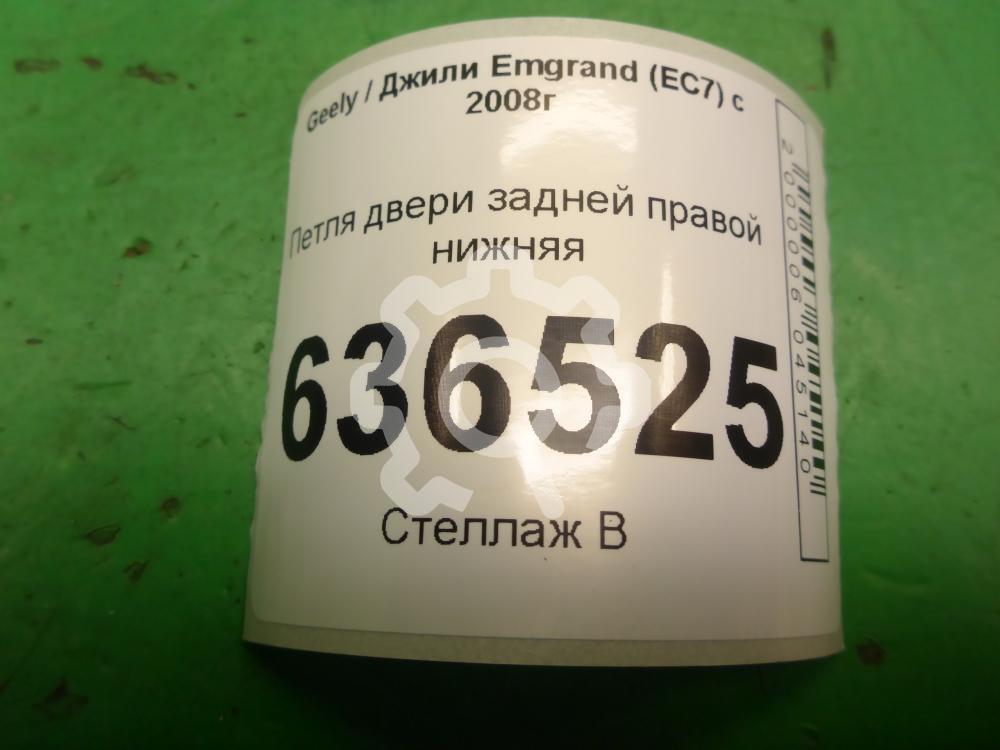 Geely / Джили Emgrand (EC7) с
2008г
Петля двери задней правой
нижняя
636525
Стеллаж В
2000006045140